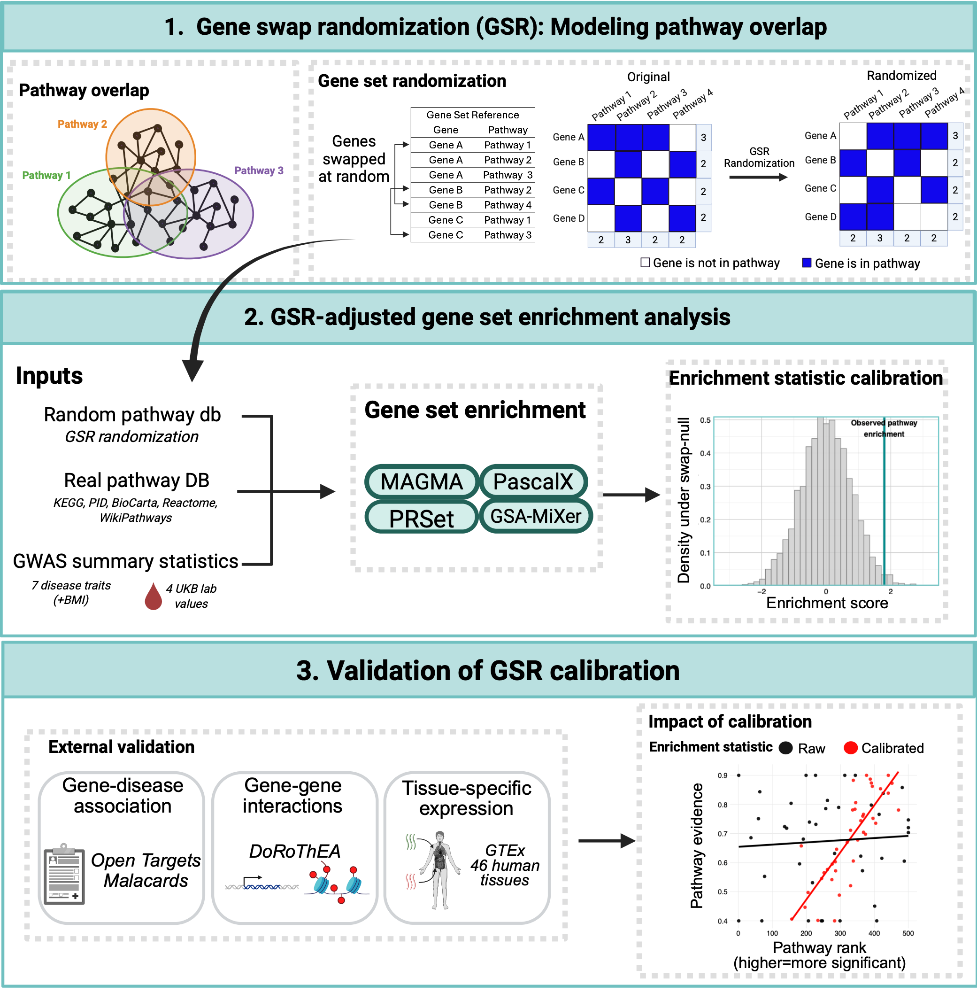 1. Gene swap randomization (GSR): Modeling pathway overlap
Pathway overlap
Pathway 2
Pathway 1
Pathway 3
Gene set randomization
Genes
swapped
at random
Gene Set Reference
Gene Pathway
Gene A Pathway 1
Gene A Pathway 2
Gene A Pathway 3
Gene B Pathway 2
Gene B Pathway 4
Gene C Pathway 1
Gene C Pathway 3
Original
Pathway 1 Pathway 2 Pathway 3 Pathway 4
Gene A 3
Gene B 2
Gene C 2
Gene D 2
2 3 2 2
GSR
Randomization
Randomized
Pathway 1 Pathway 2 Pathway 3 Pathway 4
Gene A 3
Gene B 2
Gene C 2
Gene D 2
2 3 2 2
Gene is not in pathway Gene is in pathway
2. GSR-adjusted gene set enrichment analysis
Inputs
Random pathway db
GSR randomization
Real pathway DB
KEGG, PID, BioCarta, Reactome,
WikiPathways
GWAS summary statistics
7 disease traits
(+BMI)
4 UKB lab
values
Gene set enrichment
MAGMA PascalX
PRSet GSA-MiXer
Enrichment statistic calibration
Observed pathway
enrichment
Density under swap-null
0.5
0.4
0.3
0.2
0.1
0.0
−2 0 2
Enrichment score
3. Validation of GSR calibration
External validation
Gene-disease
association
Open Targets
Malacards
Gene-gene
interactions
DoRoThEA
Tissue-specific
expression
GTEx
46 human
tissues
Impact of calibration
Enrichment statistic Raw Calibrated
Pathway evidence
0.9
0.8
0.7
0.6
0.5
0.4
0 100 200 300 400 500
Pathway rank
(higher=more significant)